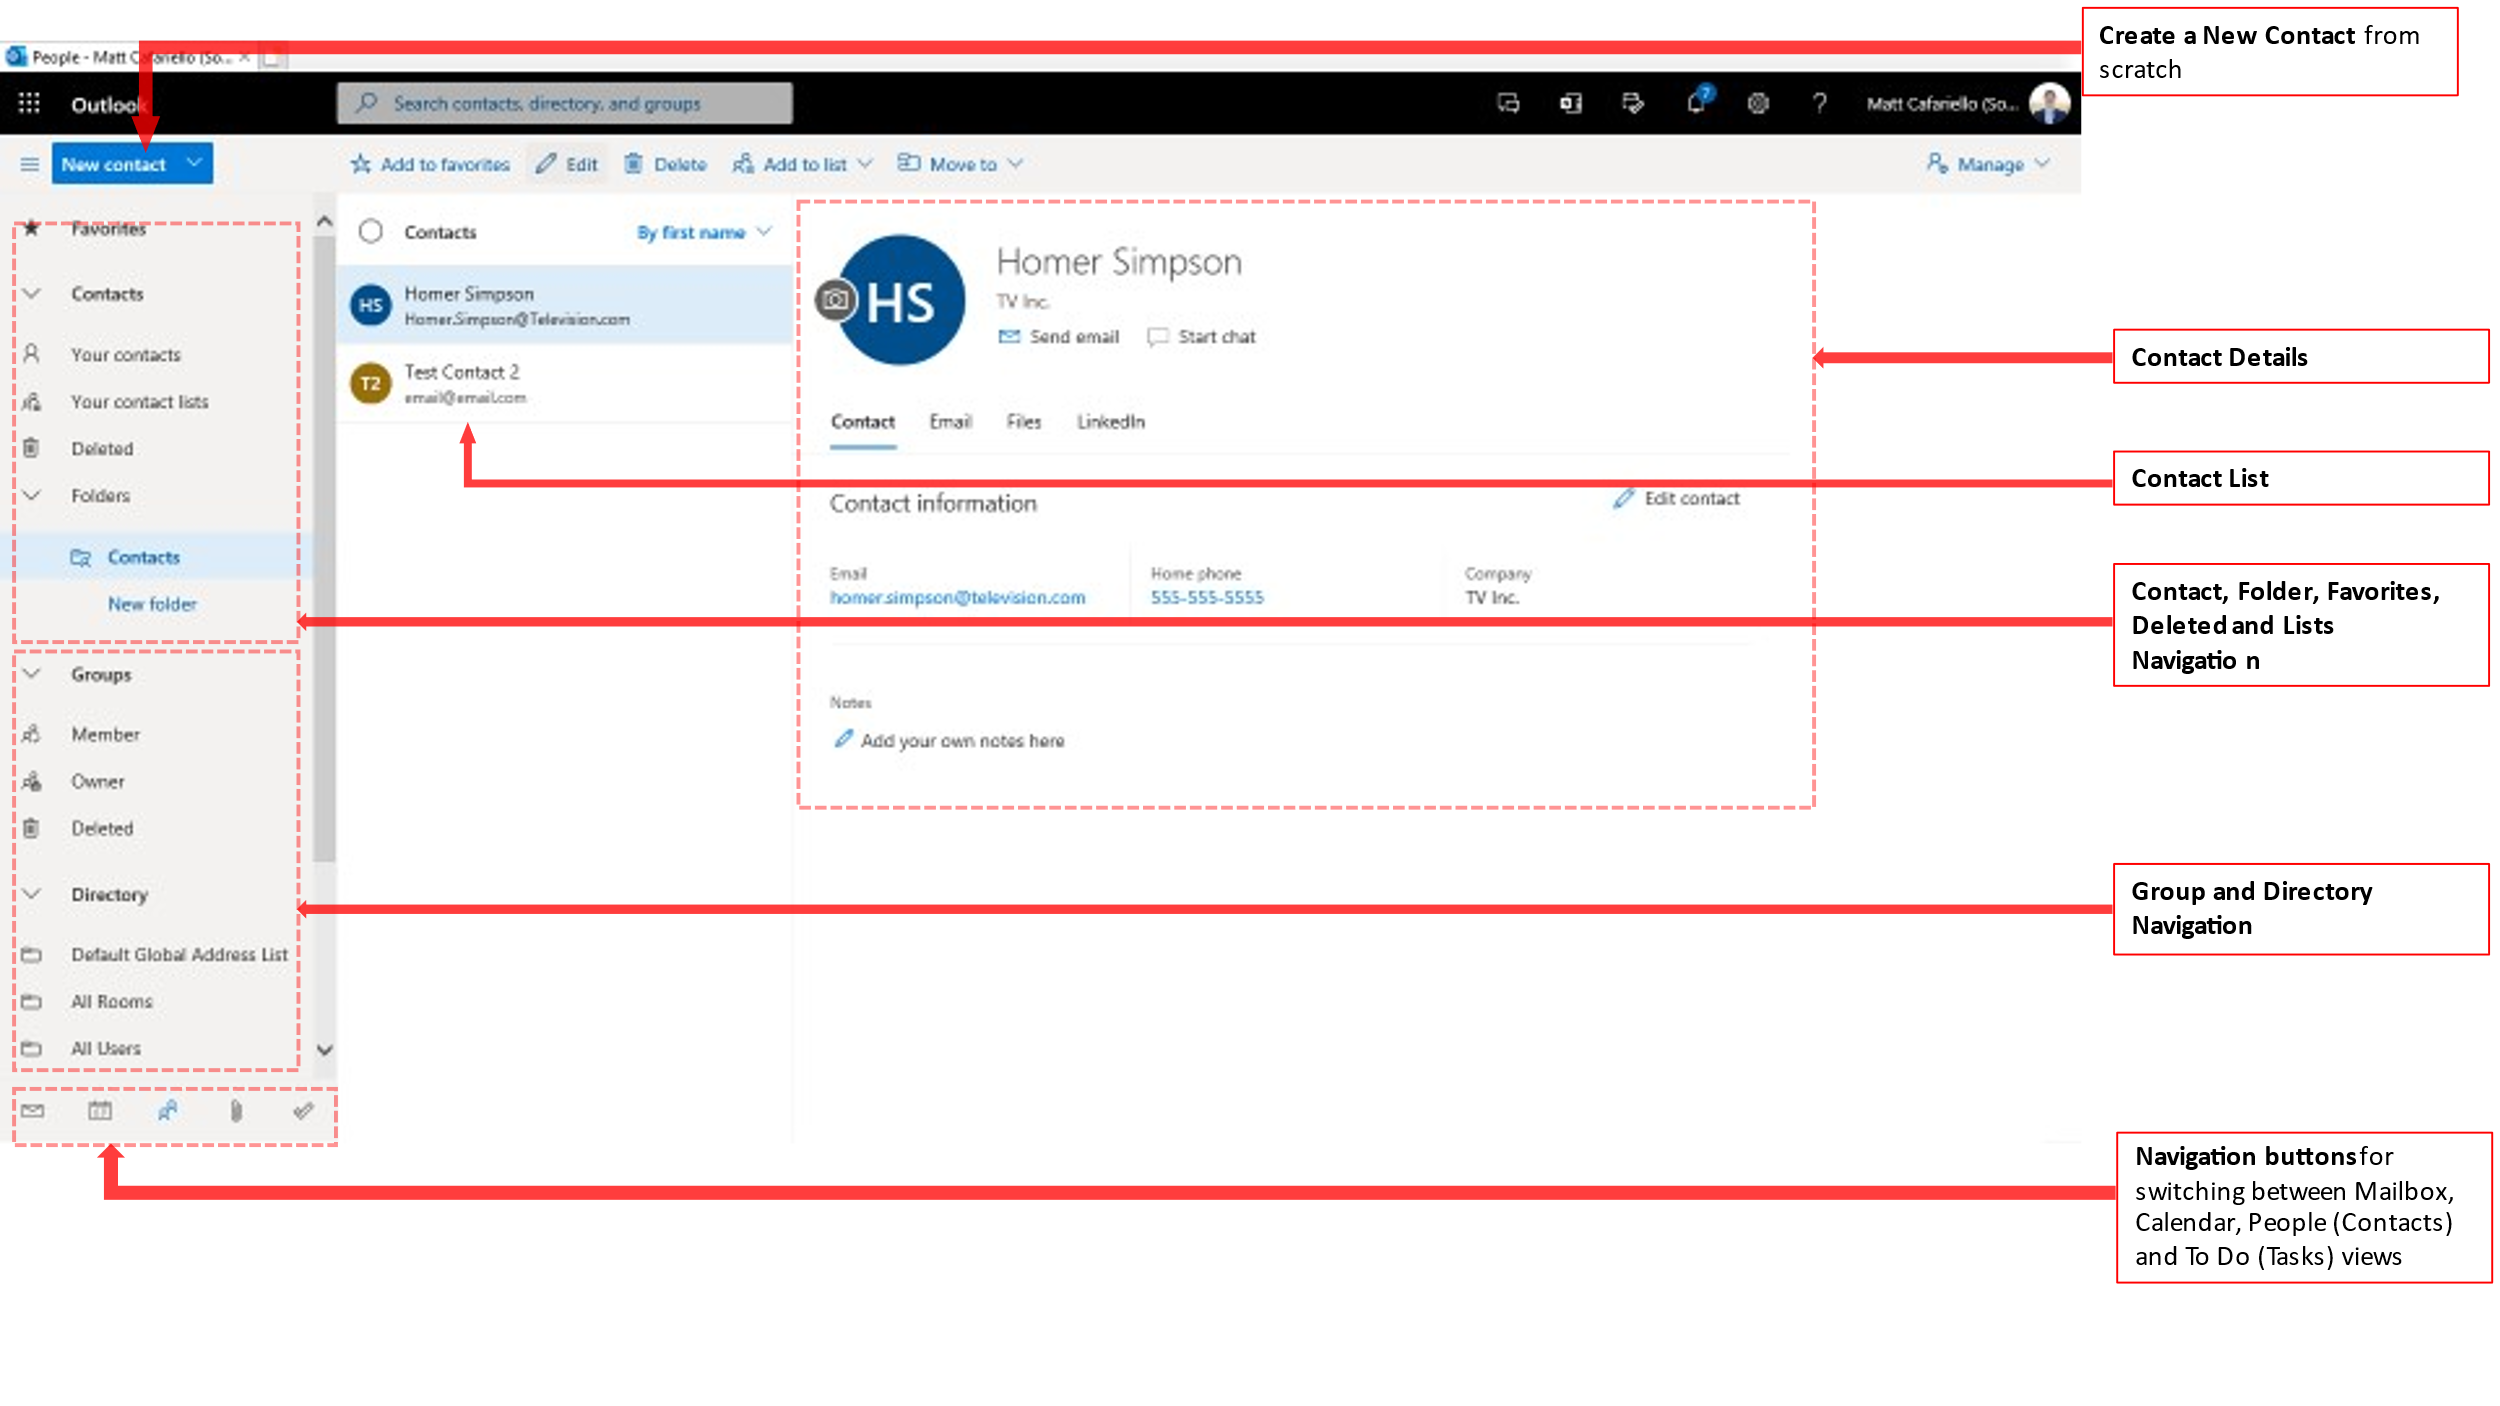 Create a New Contact from
scratch
People - Matt Cafariello (So...
Outlook
Search contacts, directory, and groups
7
Matt Cafariello (So...
New contact
Add to favorites
Edit
Delete
Add to list
Move to
Manage
Favorites
Contacts
Your contacts
Your contact lists
Deleted
Folders
Contacts
New folder
Groups
Member
Owner
Deleted
Directory
Default Global Address List
All Rooms
All Users
Contacts
By first name
HS
Homer Simpson
Homer.Simpson@Television.com
T2
Test Contact 2
email@email.com
HS
Homer Simpson
TV Inc.
Send email
Start chat
Contact
Email
Files
LinkedIn
Contact information
Edit contact
Email
homer.simpson@television.com
Home phone
555-555-5555
Company
TV Inc.
Notes
Add your own notes here
Contact Details
Contact List
Contact, Folder, Favorites,
Deleted and Lists
Navigatio n
Group and Directory
Navigation
Navigation buttons for
switching between Mailbox,
Calendar, People (Contacts)
and To Do (Tasks) views